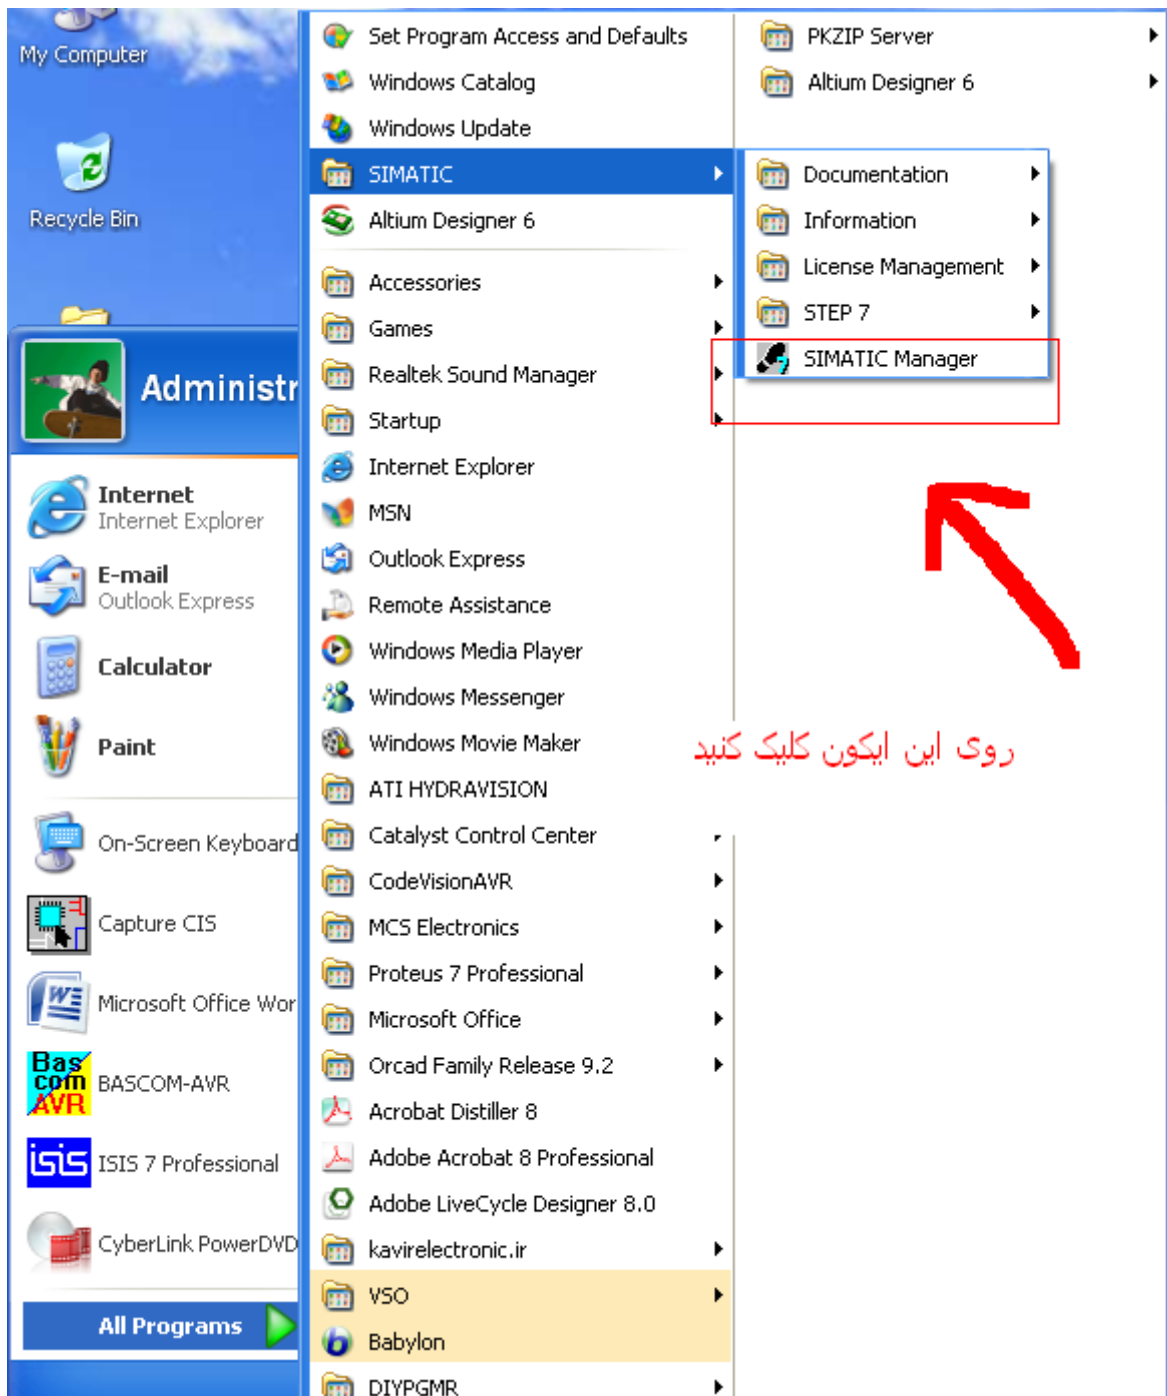 My Computer
Recycle Bin
Administr
Internet
Internet Explorer
E-mail
Outlook Express
Calculator
Paint
On-Screen Keyboard
Capture CIS
Microsoft Office Wor
Bas
com
AVR
BASCOM-AVR
isis
ISIS 7 Professional
CyberLink PowerDVD
All Programs
Set Program Access and Defaults
Windows Catalog
Windows Update
SIMATIC
Altium Designer 6
Accessories
Games
Realtek Sound Manager
Startup
Internet Explorer
MSN
Outlook Express
Remote Assistance
Windows Media Player
Windows Messenger
Windows Movie Maker
ATI HYDRAVISION
Catalyst Control Center
CodeVisionAVR
MCS Electronics
Proteus 7 Professional
Microsoft Office
Orcad Family Release 9.2
Acrobat Distiller 8
Adobe Acrobat 8 Professional
Adobe LiveCycle Designer 8.0
kavirelectronic.ir
VSO
Babylon
DIYPGMR
PKZIP Server
Altium Designer 6
Documentation
Information
License Management
STEP 7
SIMATIC Manager
روی این ایکون کلیک کنید